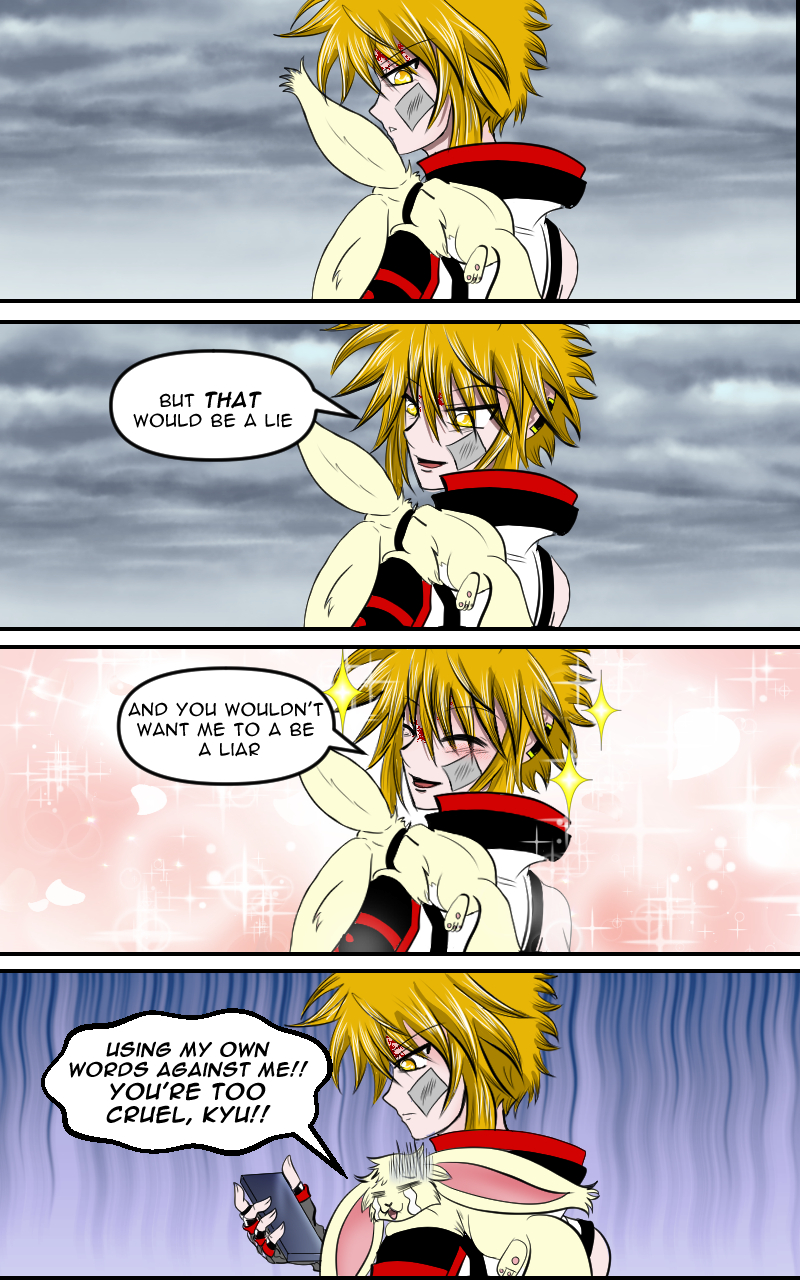 BUT THAT
WOULD BE A LIE
AND YOU WOULDN'T
WANT ME TO A BE
A LIAR
USING MY OWN
WORDS AGAINST ME!!
YOU'RE TOO
CRUEL, KYU!!